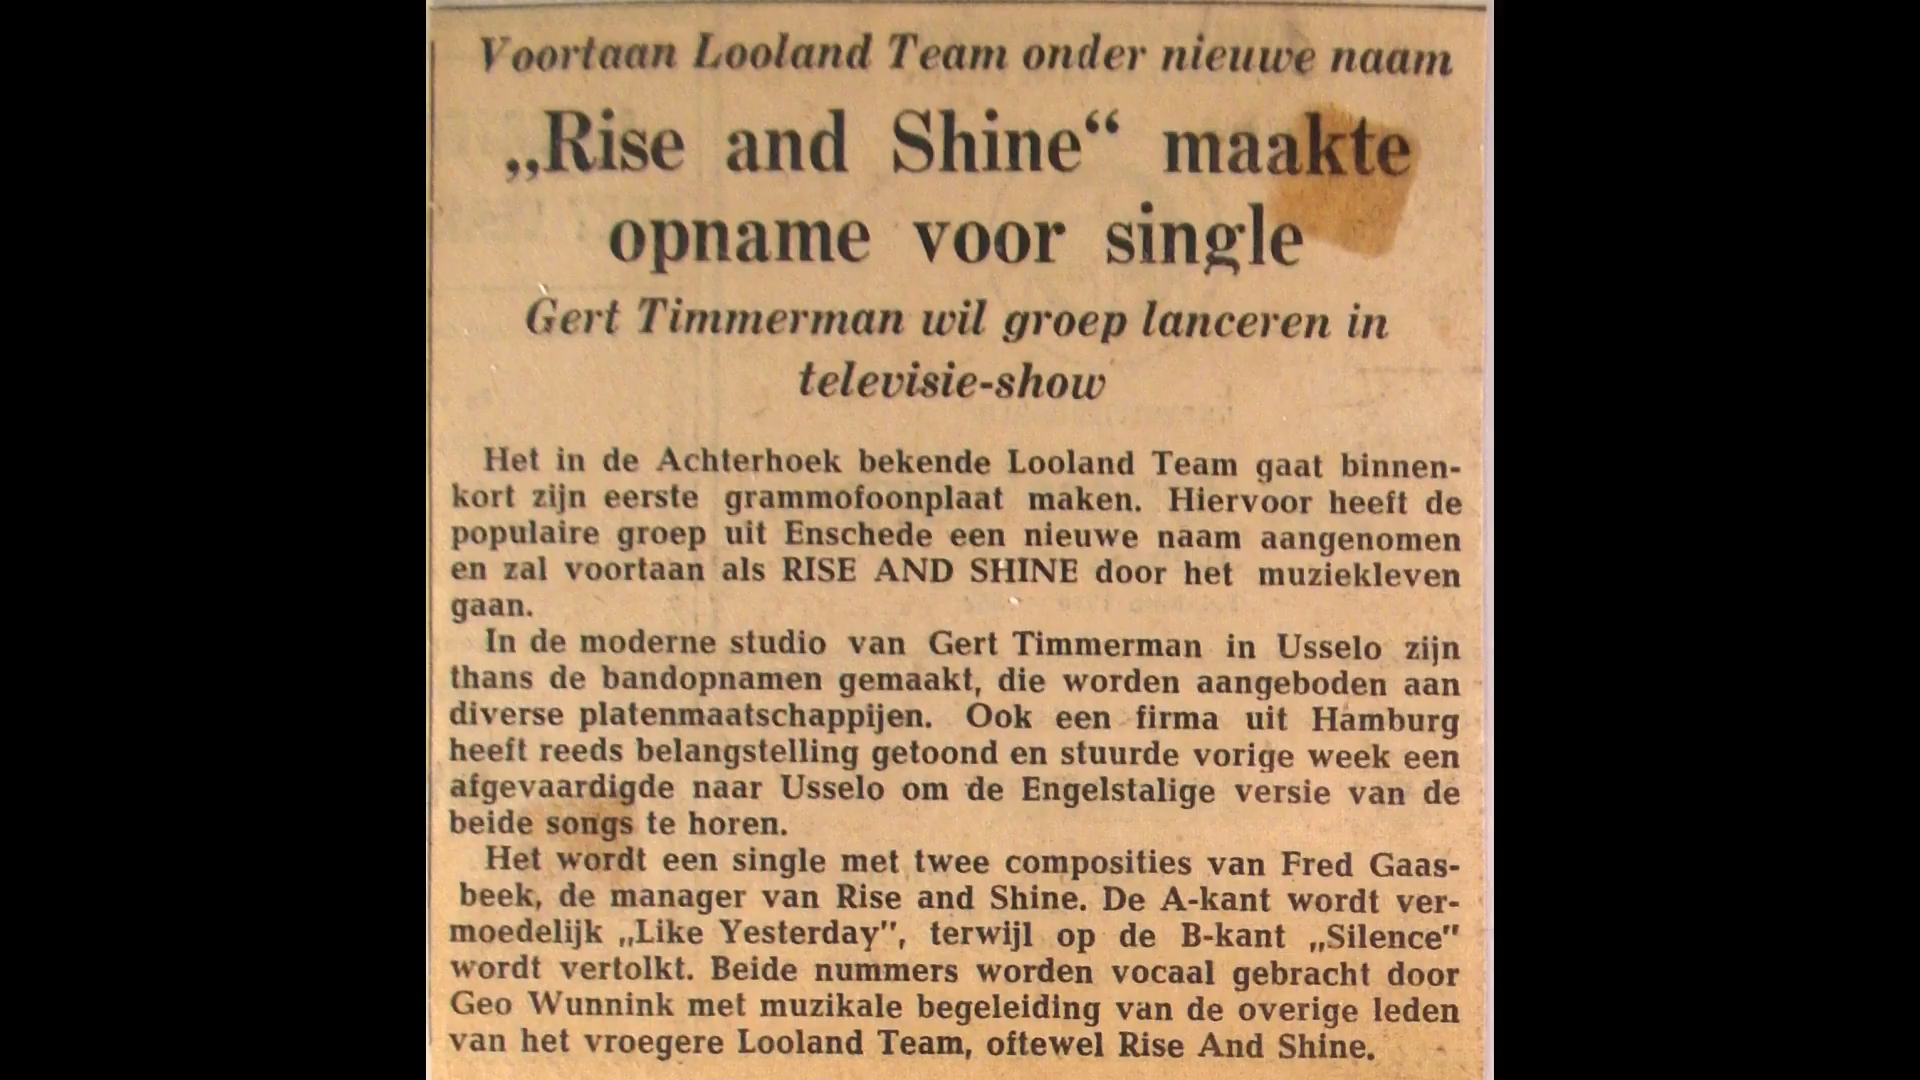 Voortaan Looland Team onder nieuwe naam
„Rise and Shine“ maakte
opname voor single
Gert Timmerman wil groep lanceren in
televisie-show
Het in de Achterhoek bekende Looland Team gaat binnen-
kort zijn eerste grammofoonplaat maken. Hiervoor heeft de
populaire groep uit Enschede een nieuwe naam aangenomen
en zal voortaan als RISE AND SHINE door het muziekleven
gaan.
In de moderne studio van Gert Timmerman in Usselo zijn
thans de bandopnamen gemaakt, die worden aangeboden aan
diverse platenmaatschappijen. Ook een firma uit Hamburg
heeft reeds belangstelling getoond en stuurde vorige week een
afgevaardigde naar Usselo om de Engelstalige versie van de
beide songs te horen.
Het wordt een single met twee composities van Fred Gaas-
beek, de manager van Rise and Shine. De A-kant wordt ver-
moedelijk „Like Yesterday", terwijl op de B-kant „Silence"
wordt vertolkt. Beide nummers worden vocaal gebracht door
Geo Wunnink met muzikale begeleiding van de overige leden
van het vroegere Looland Team, oftewel Rise And Shine.